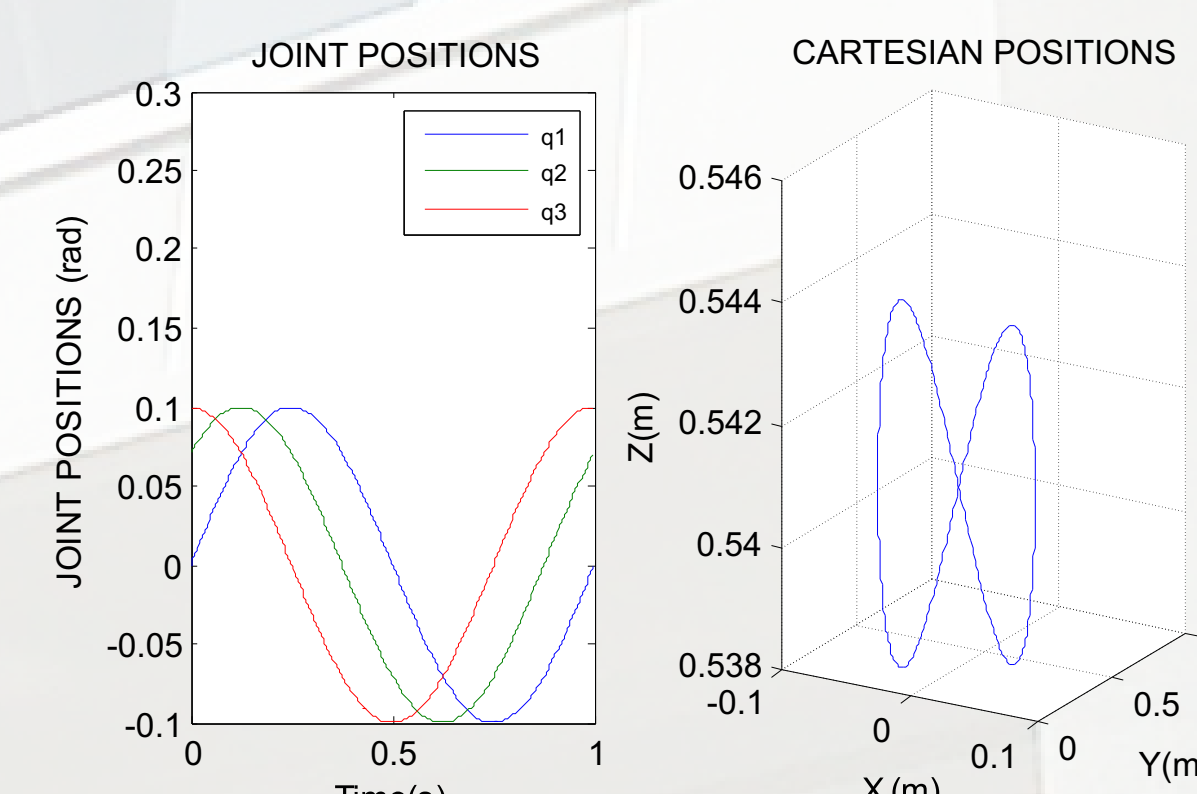 JOINT POSITIONS
0.3
0.25
0.2
0.15
0.1
0.05
0
-0.05
-0.1
JOINT POSITIONS (rad)
q1
q2
q3
0
0.5
1
Time(s)
CARTESIAN POSITIONS
0.546
0.544
0.542
0.54
0.538
Z(m)
-0.1
0
0.1
X (m)
0
0.5
Y(m